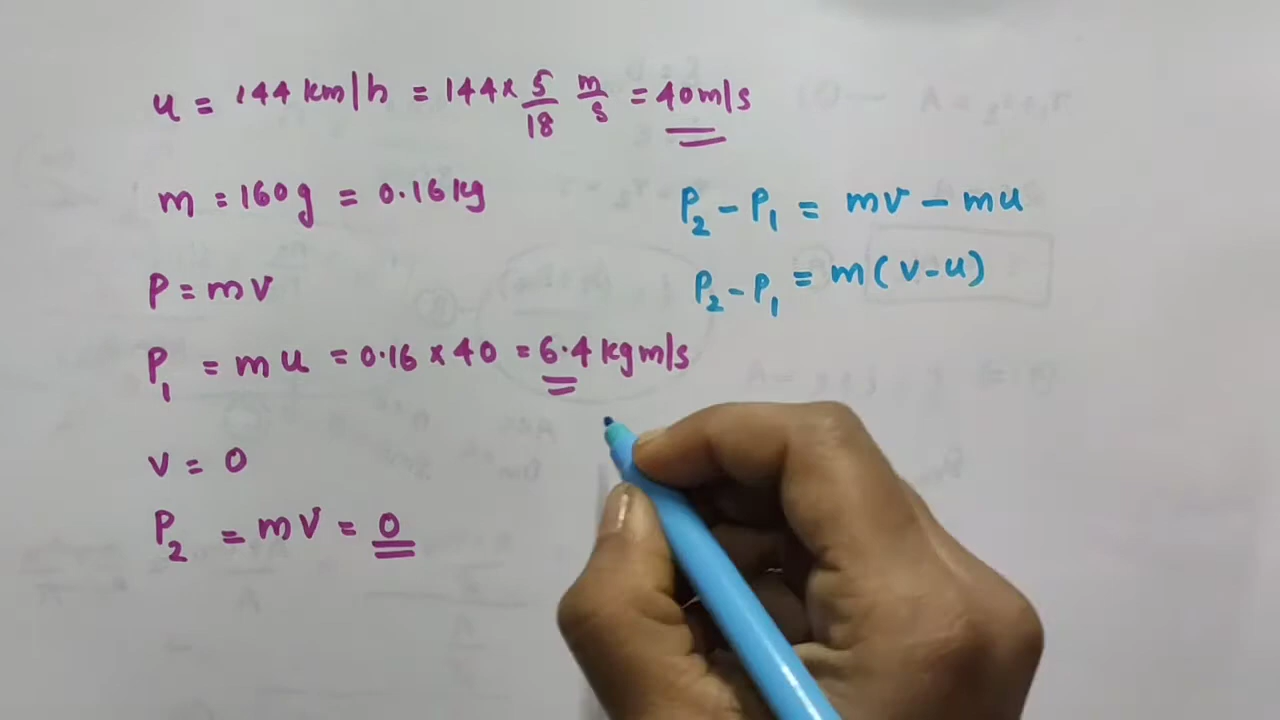 u = 144 km/h = 144 × 5/18 m/s = 40 m/s
m = 160g = 0.16 kg
P = mv
P₁ = mu = 0.16 × 40 = 6.4 kg m/s
v = 0
P₂ = mv = 0
P₂ - P₁ = mv - mu
P₂ - P₁ = m(v-u)